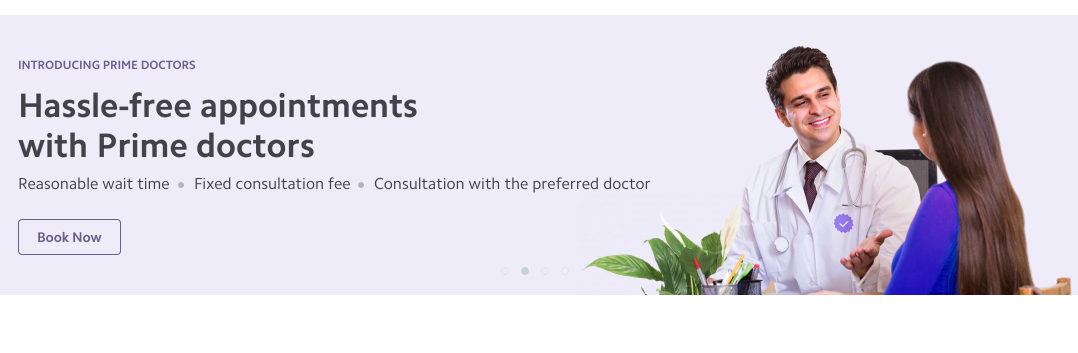 INTRODUCING PRIME DOCTORS
Hassle-free appointments
with Prime doctors
Reasonable wait time • Fixed consultation fee • Consultation with the preferred doctor
Book Now